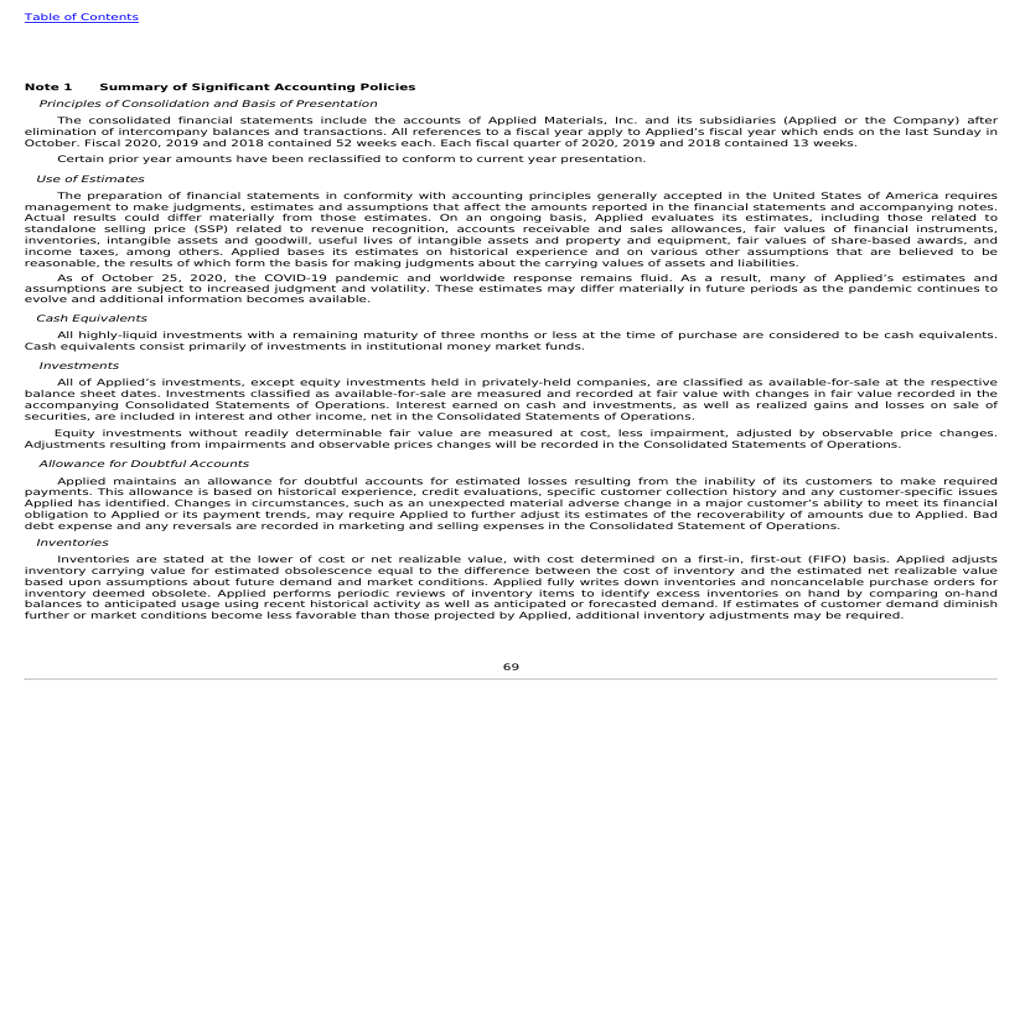 Table of Contents
Note 1 Summary of Significant Accounting Policies
Principles of Consolidation and Basis of Presentation
The consolidated financial statements include the accounts of Applied Materials, Inc. and its subsidiaries (Applied or the Company) after
elimination of intercompany balances and transactions. All references to a fiscal year apply to Applied’s fiscal year which ends on the last Sunday in
October. Fiscal 2020, 2019 and 2018 contained 52 weeks each. Each fiscal quarter of 2020, 2019 and 2018 contained 13 weeks.
Certain prior year amounts have been reclassified to conform to current year presentation.
Use of Estimates
The preparation of financial statements in conformity with accounting principles generally accepted in the United States of America requires
management to make judgments, estimates and assumptions that affect the amounts reported in the financial statements and accompanying notes.
Actual results could differ materially from those estimates. On an ongoing basis, Applied evaluates its estimates, including those related to
standalone selling price (SSP) related to revenue recognition, accounts receivable and sales allowances, fair values of financial instruments,
inventories, intangible assets and goodwill, useful lives of intangible assets and property and equipment, fair values of share-based awards, and
income taxes, among others. Applied bases its estimates on historical experience and on various other assumptions that are believed to be
reasonable, the results of which form the basis for making judgments about the carrying values of assets and liabilities.
As of October 25, 2020, the COVID-19 pandemic and worldwide response remains fluid. As a result, many of Applied’s estimates and
assumptions are subject to increased judgment and volatility. These estimates may differ materially in future periods as the pandemic continues to
evolve and additional information becomes available.
Cash Equivalents
All highly-liquid investments with a remaining maturity of three months or less at the time of purchase are considered to be cash equivalents.
Cash equivalents consist primarily of investments in institutional money market funds.
Investments
All of Applied’s investments, except equity investments held in privately-held companies, are classified as available-for-sale at the respective
balance sheet dates. Investments classified as available-for-sale are measured and recorded at fair value with changes in fair value recorded in the
accompanying Consolidated Statements of Operations. Interest earned on cash and investments, as well as realized gains and losses on sale of
securities, are included in interest and other income, net in the Consolidated Statements of Operations.
Equity investments without readily determinable fair value are measured at cost, less impairment, adjusted by observable price changes.
Adjustments resulting from impairments and observable prices changes will be recorded in the Consolidated Statements of Operations.
Allowance for Doubtful Accounts
Applied maintains an allowance for doubtful accounts for estimated losses resulting from the inability of its customers to make required
payments. This allowance is based on historical experience, credit evaluations, specific customer collection history and any customer-specific issues
Applied has identified. Changes in circumstances, such as an unexpected material adverse change in a major customer’s ability to meet its financial
obligation to Applied or its payment trends, may require Applied to further adjust its estimates of the recoverability of amounts due to Applied. Bad
debt expense and any reversals are recorded in marketing and selling expenses in the Consolidated Statement of Operations.
Inventories
Inventories are stated at the lower of cost or net realizable value, with cost determined on a first-in, first-out (FIFO) basis. Applied adjusts
inventory carrying value for estimated obsolescence equal to the difference between the cost of inventory and the estimated net realizable value
based upon assumptions about future demand and market conditions. Applied fully writes down inventories and noncancelable purchase orders for
inventory deemed obsolete. Applied performs periodic reviews of inventory items to identify excess inventories on hand by comparing on-hand
balances to anticipated usage using recent historical activity as well as anticipated or forecasted demand. If estimates of customer demand diminish
further or market conditions become less favorable than those projected by Applied, additional inventory adjustments may be required.
69